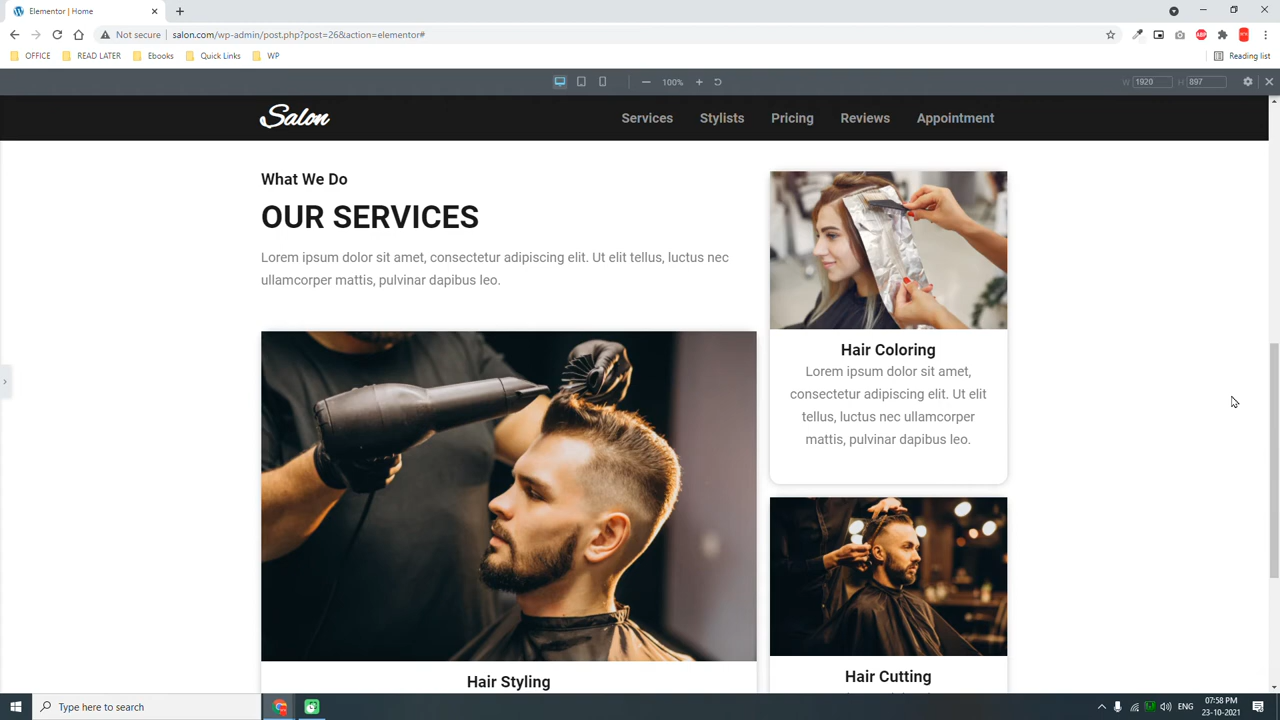 Elementor | Home
Not secure
salon.com/wp-admin/post.php?post=26&action=elementor#
OFFICE
READ LATER
Ebooks
Quick Links
WP
Reading list
100%
W 1920
H 897
Salon
Services
Stylists
Pricing
Reviews
Appointment
What We Do
OUR SERVICES
Lorem ipsum dolor sit amet, consectetur adipiscing elit. Ut elit tellus, luctus nec
ullamcorper mattis, pulvinar dapibus leo.
Hair Coloring
Lorem ipsum dolor sit amet,
consectetur adipiscing elit. Ut elit
tellus, luctus nec ullamcorper
mattis, pulvinar dapibus leo.
Hair Styling
Hair Cutting
Type here to search
ENG
07:58 PM
23-10-2021